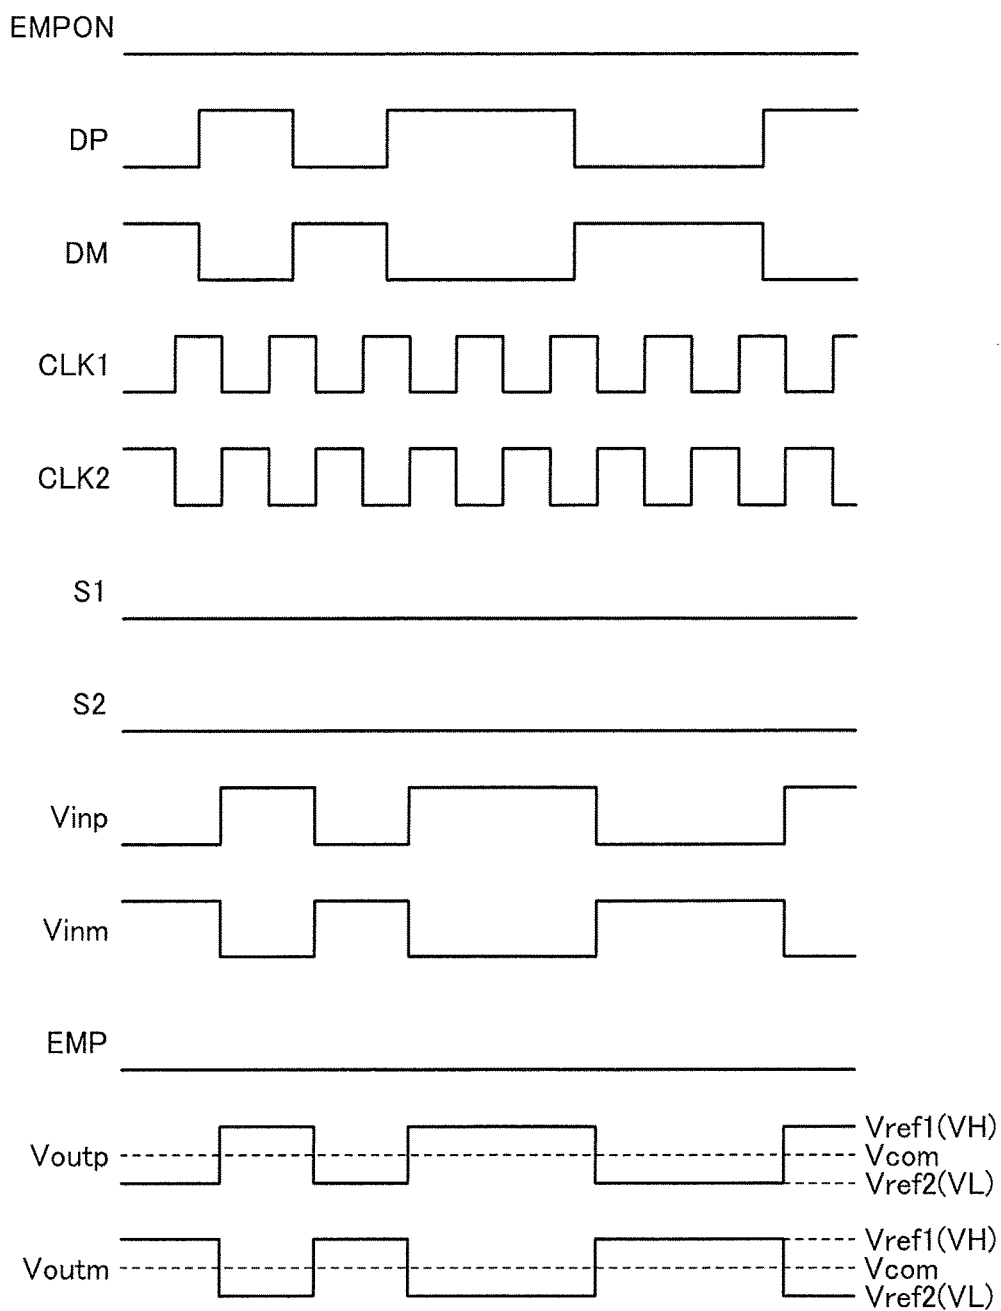 EMPON
DP
DM
CLK1
CLK2
S1
S2
Vinp
Vinm
EMP
Voutp
Vref1(VH)
Vcom
Vref2(VL)
Voutm
Vref1(VH)
Vcom
Vref2(VL)